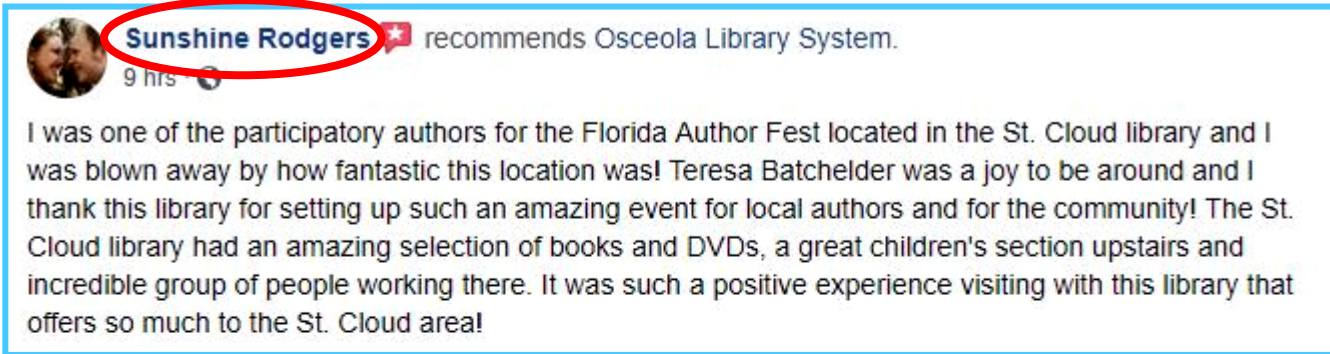 Sunshine Rodgers recommends Osceola Library System.
9 hrs ·
I was one of the participatory authors for the Florida Author Fest located in the St. Cloud library and I
was blown away by how fantastic this location was! Teresa Batchelder was a joy to be around and I
thank this library for setting up such an amazing event for local authors and for the community! The St.
Cloud library had an amazing selection of books and DVDs, a great children's section upstairs and
incredible group of people working there. It was such a positive experience visiting with this library that
offers so much to the St. Cloud area!